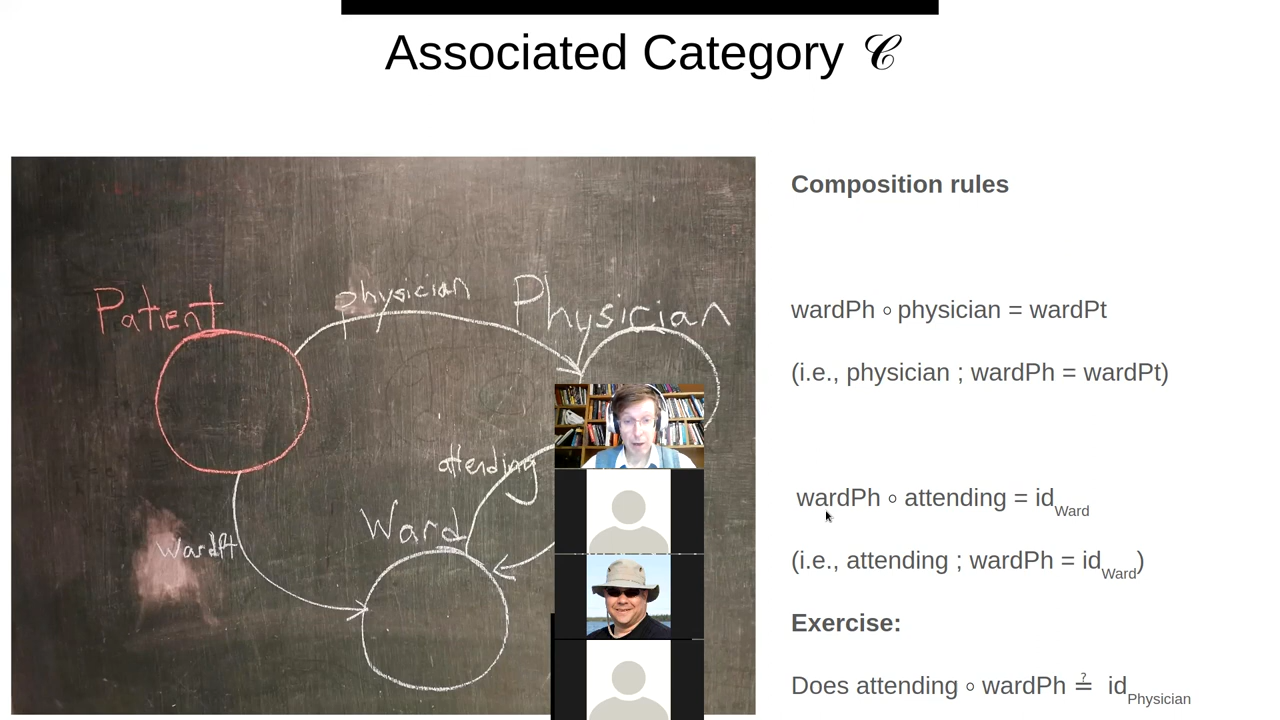 Associated Category 𝒞
Composition rules
Patient
physician
Physician
wardPh ∘ physician = wardPt
(i.e., physician ; wardPh = wardPt)
attending
Ward
WardPt
wardPh ∘ attending = id_Ward
(i.e., attending ; wardPh = id_Ward)
Exercise:
Does attending ∘ wardPh ≟ id_Physician